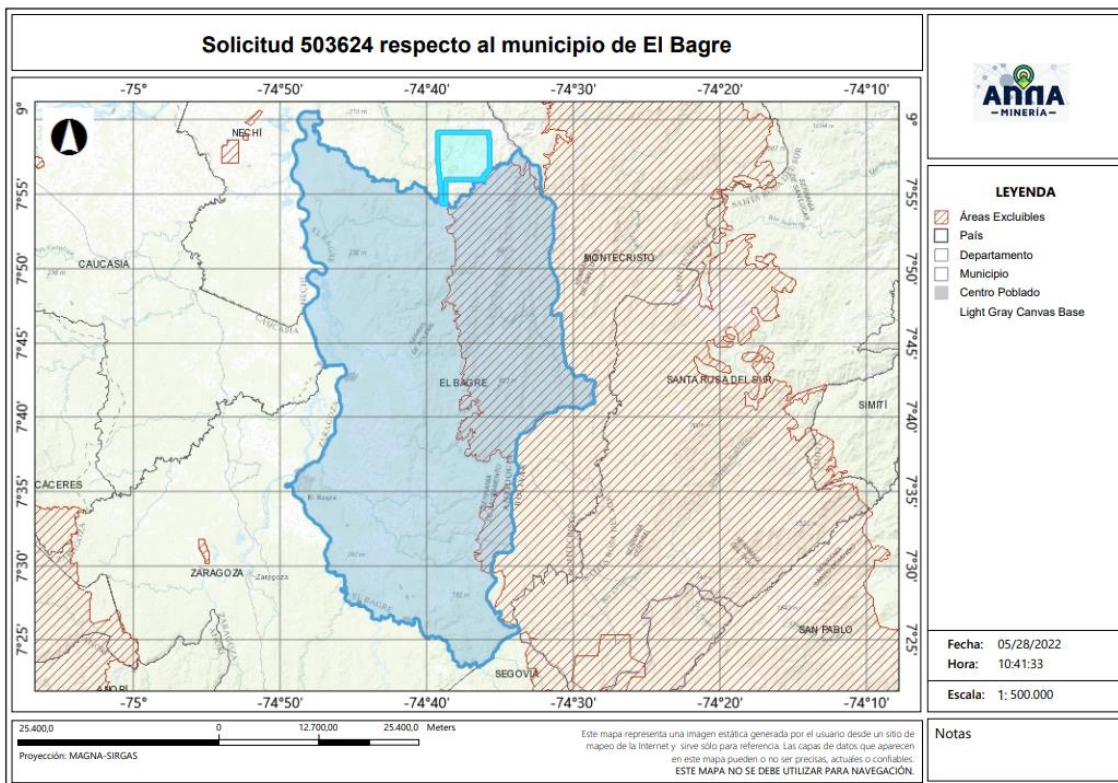 Solicitud 503624 respecto al municipio de El Bagre
ANNA
-MINERÍA-
-75°
-74°50'
-74°40'
-74°30'
-74°20'
-74°10'
9°
9°
NECHÍ
7°55'
7°55'
CAUCASIA
MONTECRISTO
7°50'
7°50'
7°45'
7°45'
EL BAGRE
SANTA ROSA DEL SUR
SIMITÍ
7°40'
7°40'
CÁCERES
El Bagre
7°35'
7°35'
ZARAGOZA
Zaragoza
7°30'
7°30'
EL BAGRE
SAN PABLO
7°25'
7°25'
SEGOVIA
ANORÍ
-75°
-74°50'
-74°40'
-74°30'
-74°20'
-74°10'
LEYENDA
Áreas Excluibles
País
Departamento
Municipio
Centro Poblado
Light Gray Canvas Base
Fecha: 05/28/2022
Hora: 10:41:33
Escala: 1: 500.000
Notas
25.400,0 0 12.700,00 25.400,0 Meters
Proyección: MAGNA-SIRGAS
Este mapa representa una imagen estática generada por el usuario desde un sitio de
mapeo de la Internet y sirve sólo para referencia. Las capas de datos que aparecen
en este mapa pueden o no ser precisas, actuales o confiables.
ESTE MAPA NO SE DEBE UTILIZAR PARA NAVEGACIÓN.